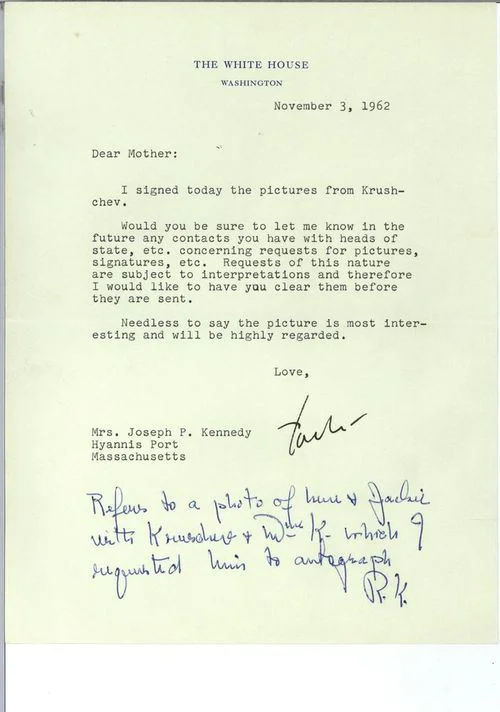 THE WHITE HOUSE
WASHINGTON
November 3, 1962
Dear Mother:
I signed today the pictures from Krush-
chev.
Would you be sure to let me know in the
future any contacts you have with heads of
state, etc. concerning requests for pictures,
signatures, etc. Requests of this nature
are subject to interpretations and therefore
I would like to have you clear them before
they are sent.
Needless to say the picture is most inter-
esting and will be highly regarded.
Love,
Mrs. Joseph P. Kennedy
Hyannis Port
Massachusetts
Refers to a photo of him & Jackie
with & Mme K. which I
requested him to autograph
R.K.